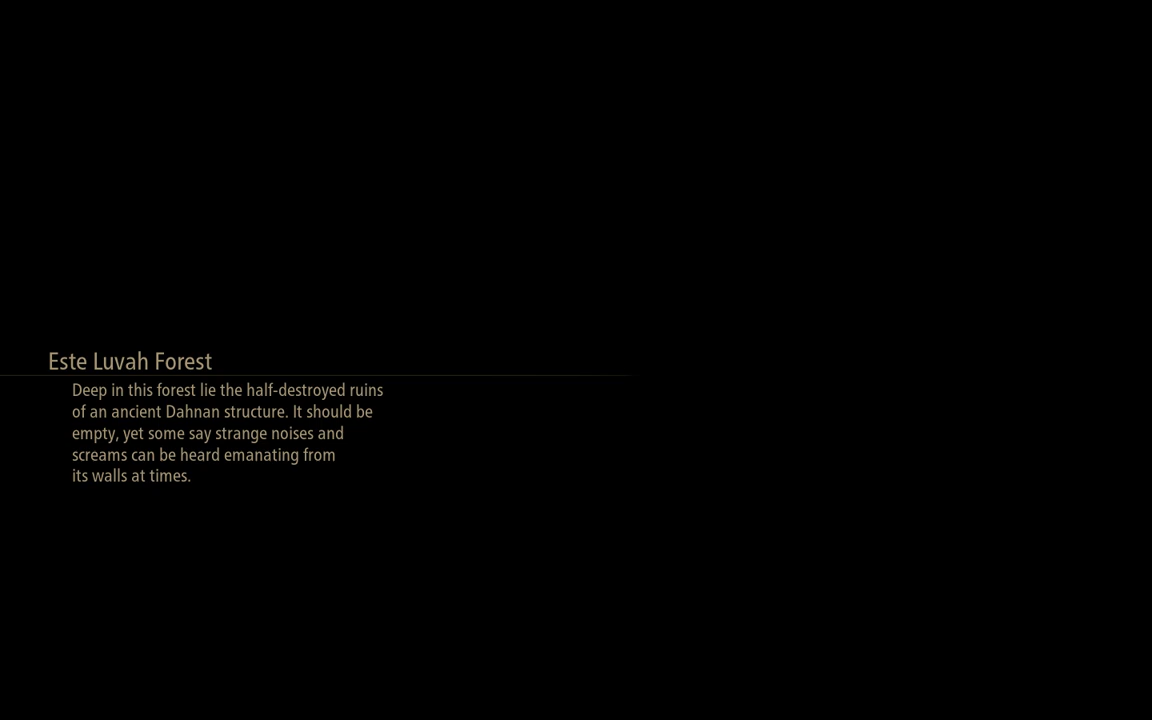 Este Luvah Forest
Deep in this forest lie the half-destroyed ruins
of an ancient Dahnan structure. It should be
empty, yet some say strange noises and
screams can be heard emanating from
its walls at times.